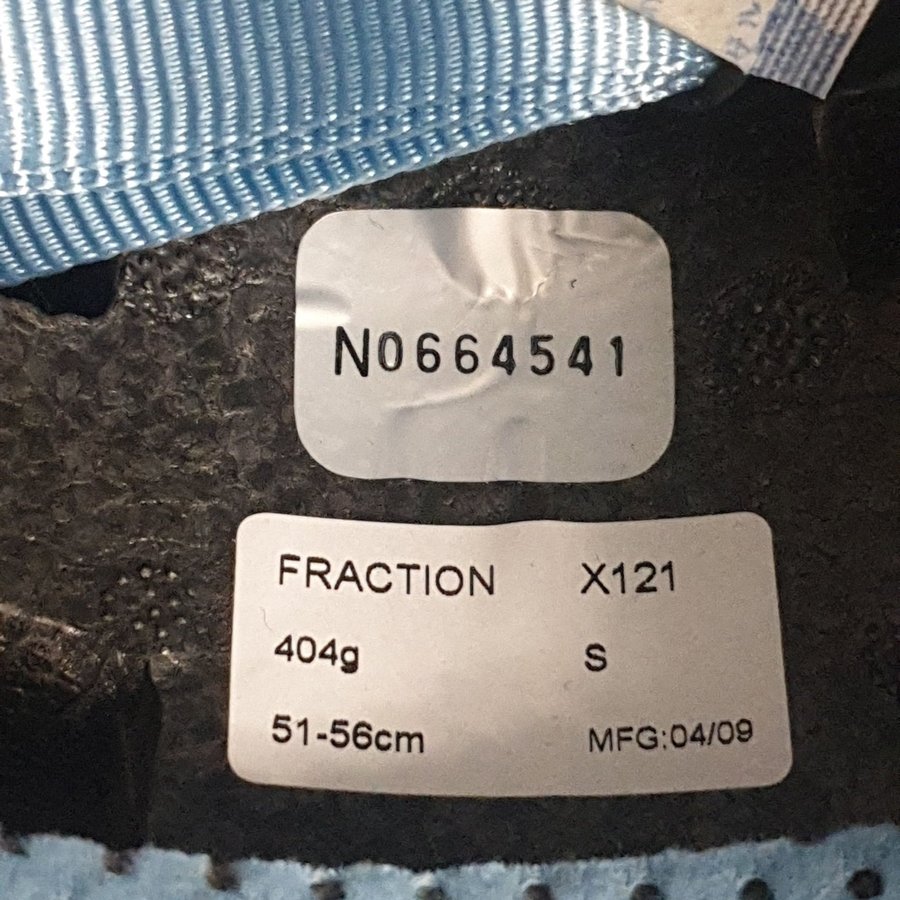 N0664541
FRACTION X121
404g S
51-56cm MFG:04/09